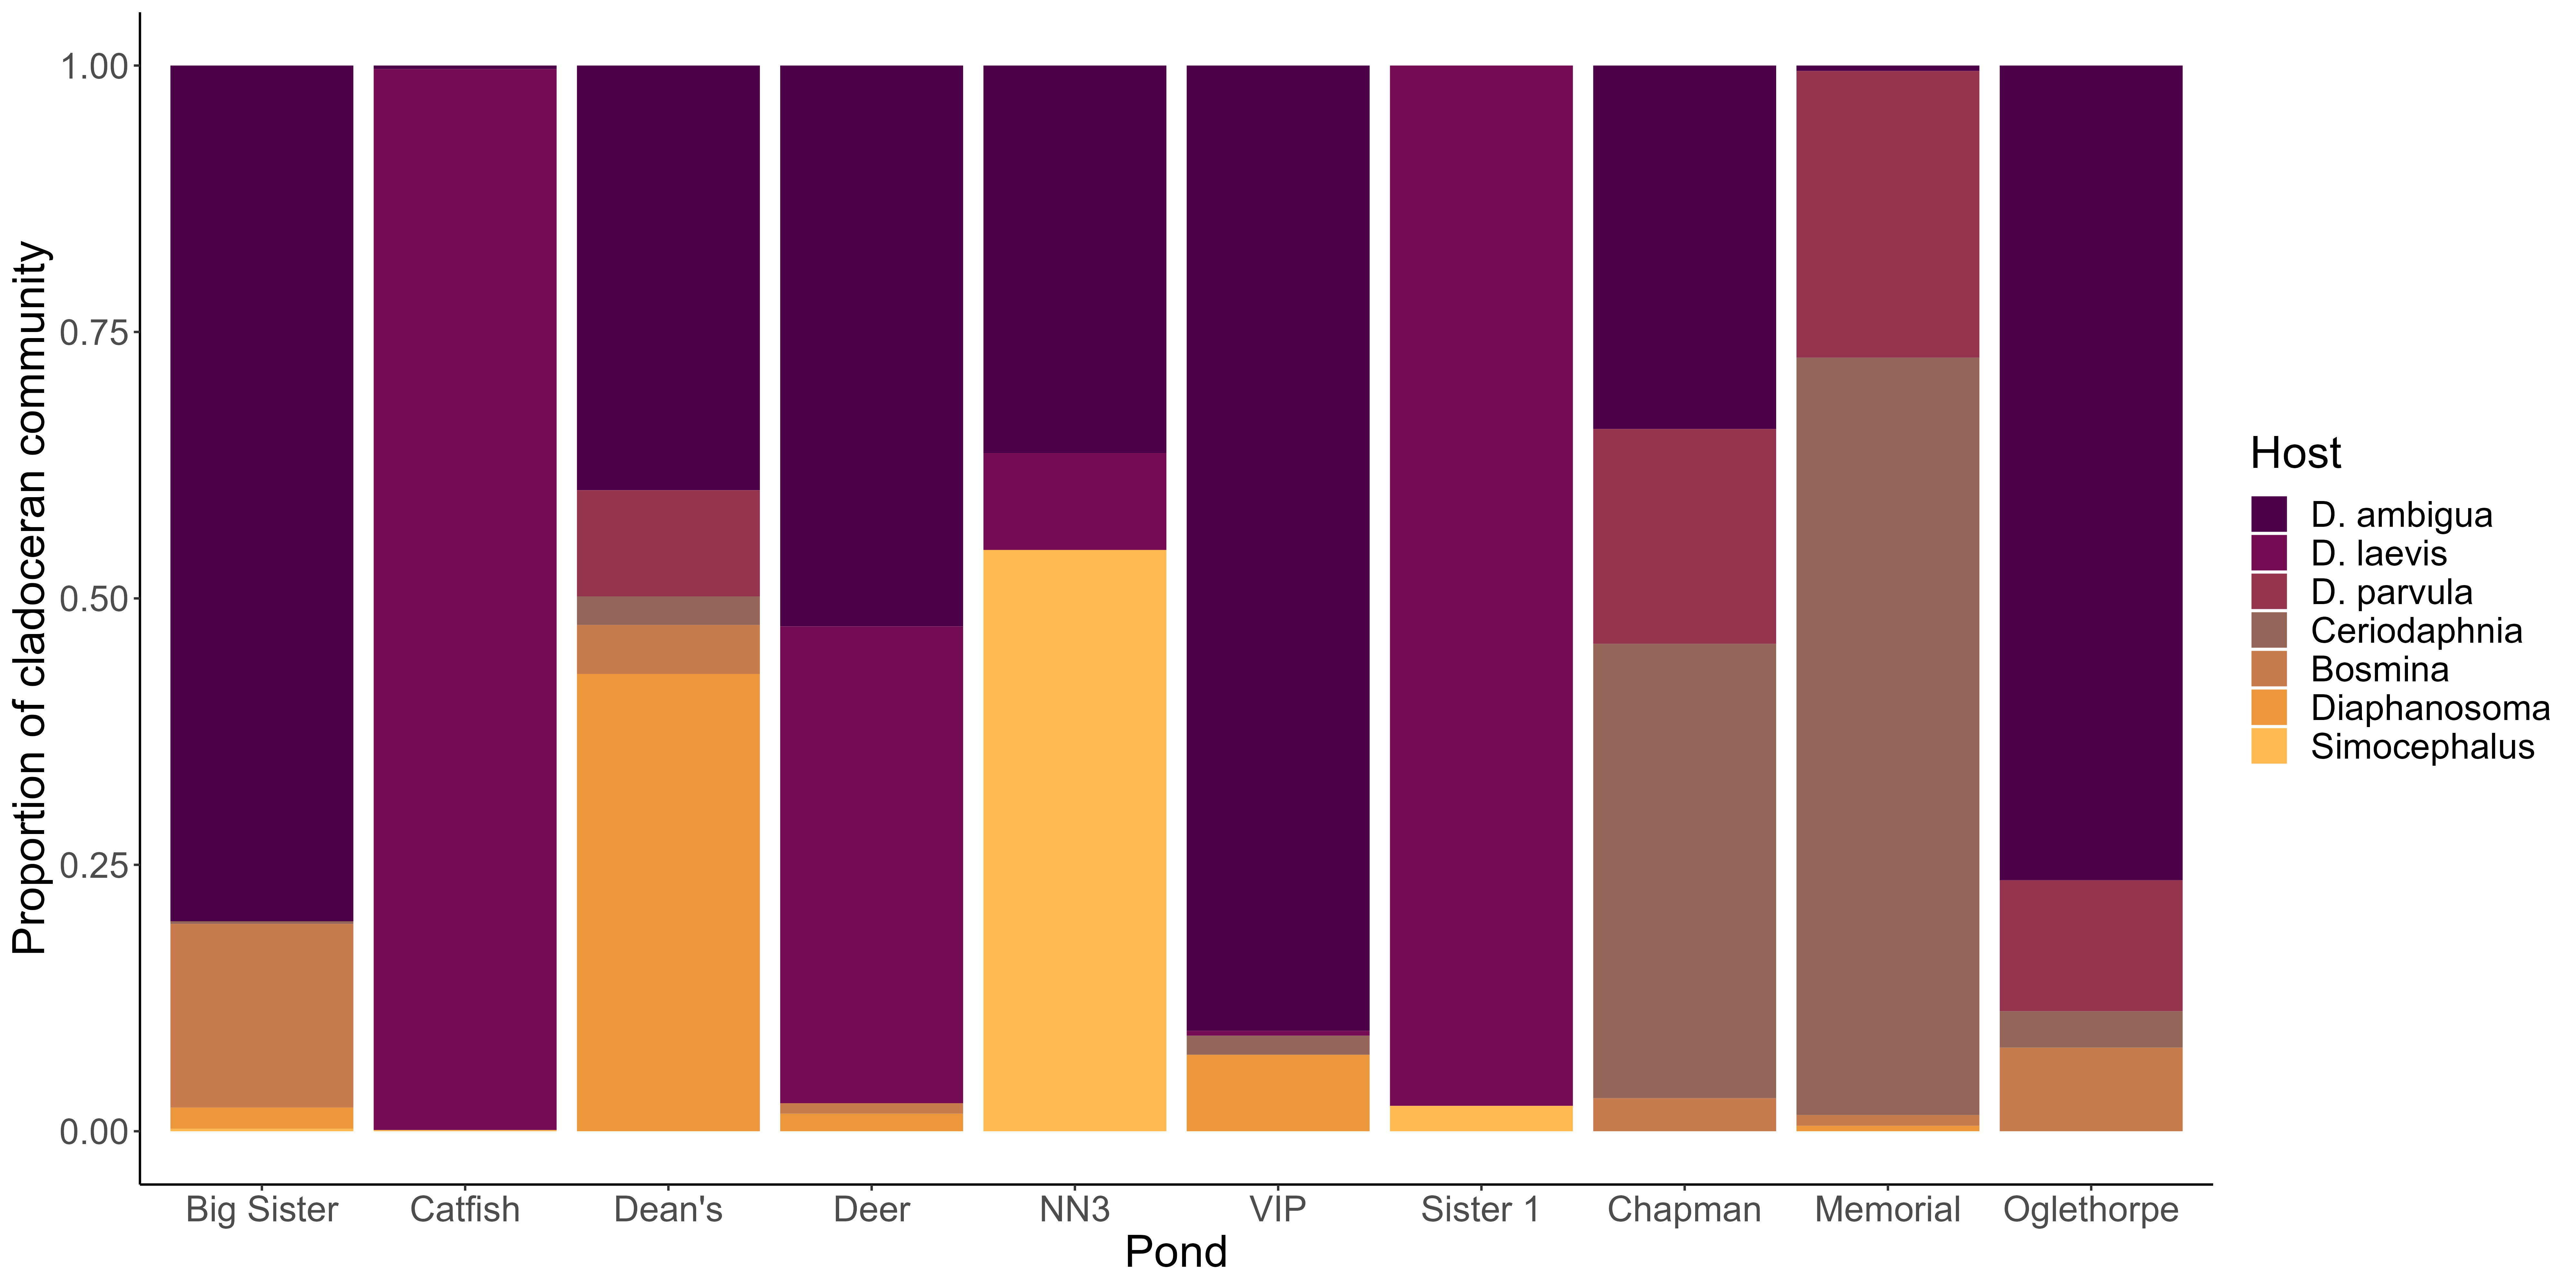 Proportion of cladoceran community
1.00
0.75
0.50
0.25
0.00
Big Sister
Catfish
Dean's
Deer
NN3
VIP
Sister 1
Chapman
Memorial
Oglethorpe
Pond
Host
D. ambigua
D. laevis
D. parvula
Ceriodaphnia
Bosmina
Diaphanosoma
Simocephalus